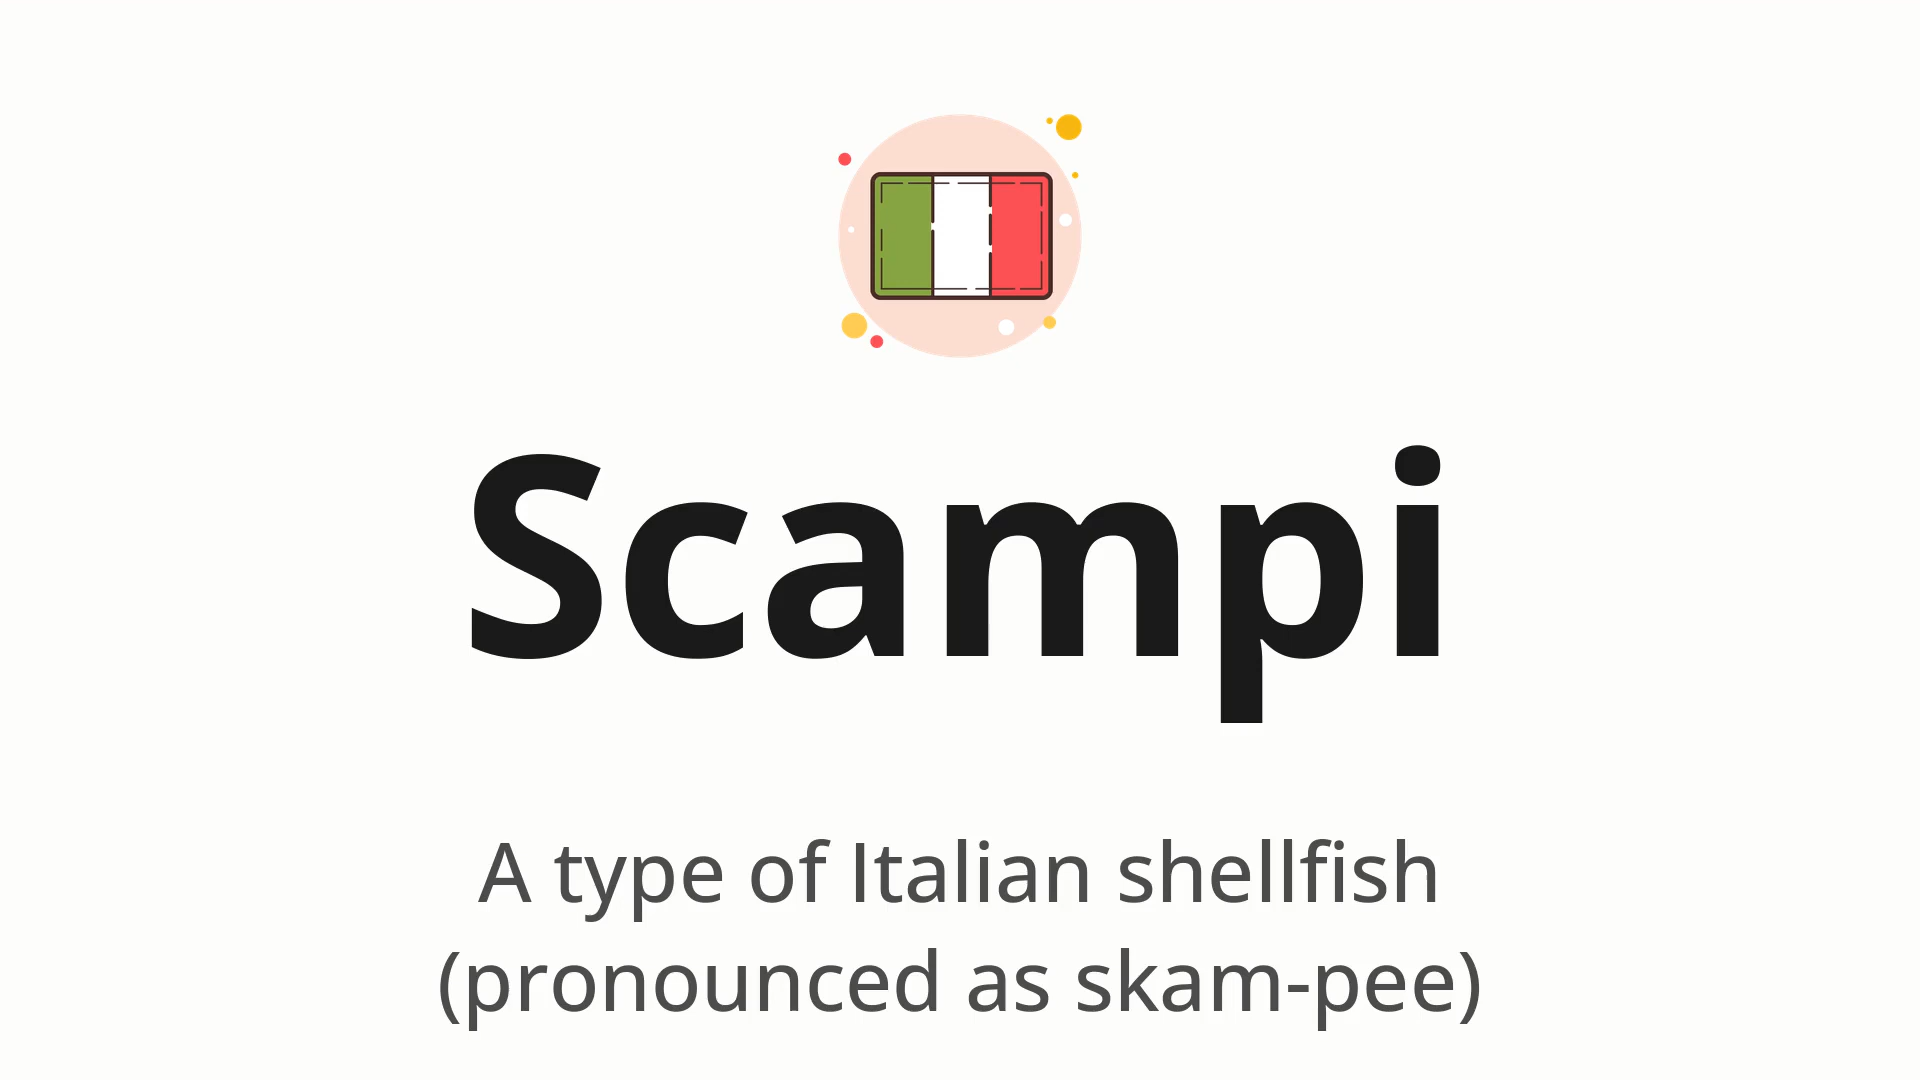 Scampi
A type of Italian shellfish
(pronounced as skam-pee)